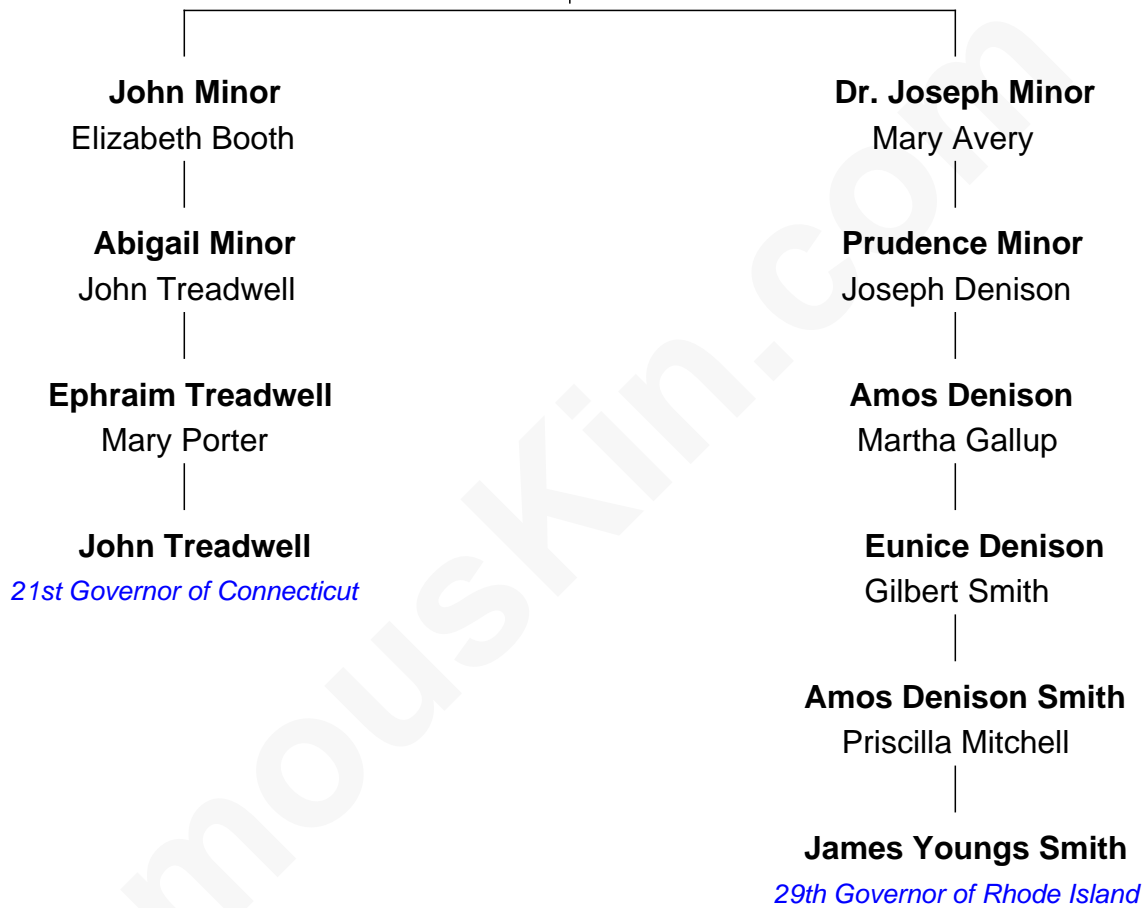 John Minor
Elizabeth Booth
Abigail Minor
John Treadwell
Ephraim Treadwell
Mary Porter
John Treadwell
21st Governor of Connecticut
Dr. Joseph Minor
Mary Avery
Prudence Minor
Joseph Denison
Amos Denison
Martha Gallup
Eunice Denison
Gilbert Smith
Amos Denison Smith
Priscilla Mitchell
James Youngs Smith
29th Governor of Rhode Island
mousKin.com